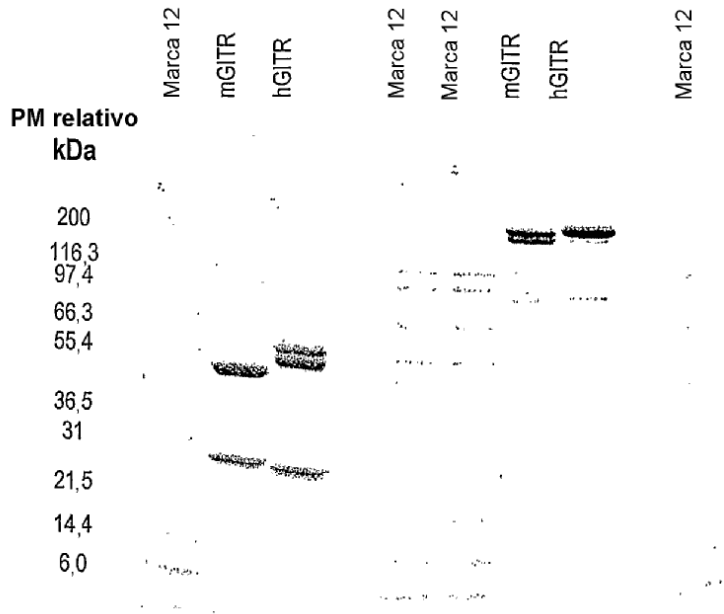 Marca 12
mGITR
hGITR
Marca 12
Marca 12
mGITR
hGITR
Marca 12
PM relativo
kDa
200
116,3
97,4
66,3
55,4
36,5
31
21,5
14,4
6,0